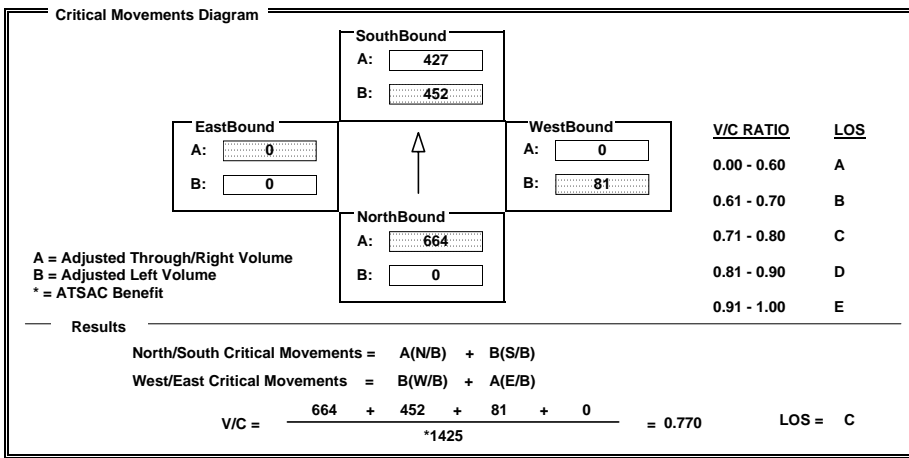 Critical Movements Diagram
SouthBound
A: 427
B: 452
EastBound
A: 0
B: 0
WestBound
A: 0
B: 81
NorthBound
A: 664
B: 0
V/C RATIO LOS
0.00 - 0.60 A
0.61 - 0.70 B
0.71 - 0.80 C
0.81 - 0.90 D
0.91 - 1.00 E
A = Adjusted Through/Right Volume
B = Adjusted Left Volume
* = ATSAC Benefit
Results
North/South Critical Movements = A(N/B) + B(S/B)
West/East Critical Movements = B(W/B) + A(E/B)
V/C = 664 + 452 + 81 + 0 = 0.770 LOS = C
*1425